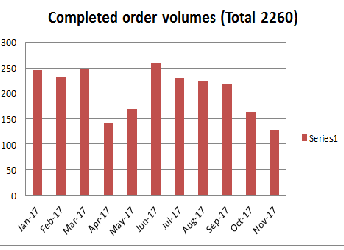 Completed order volumes (Total 2260)
300
250
200
150
100
50
0
Jan-17
Feb-17
Mar-17
Apr-17
May-17
Jun-17
Jul-17
Aug-17
Sep-17
Oct-17
Nov-17
Series1